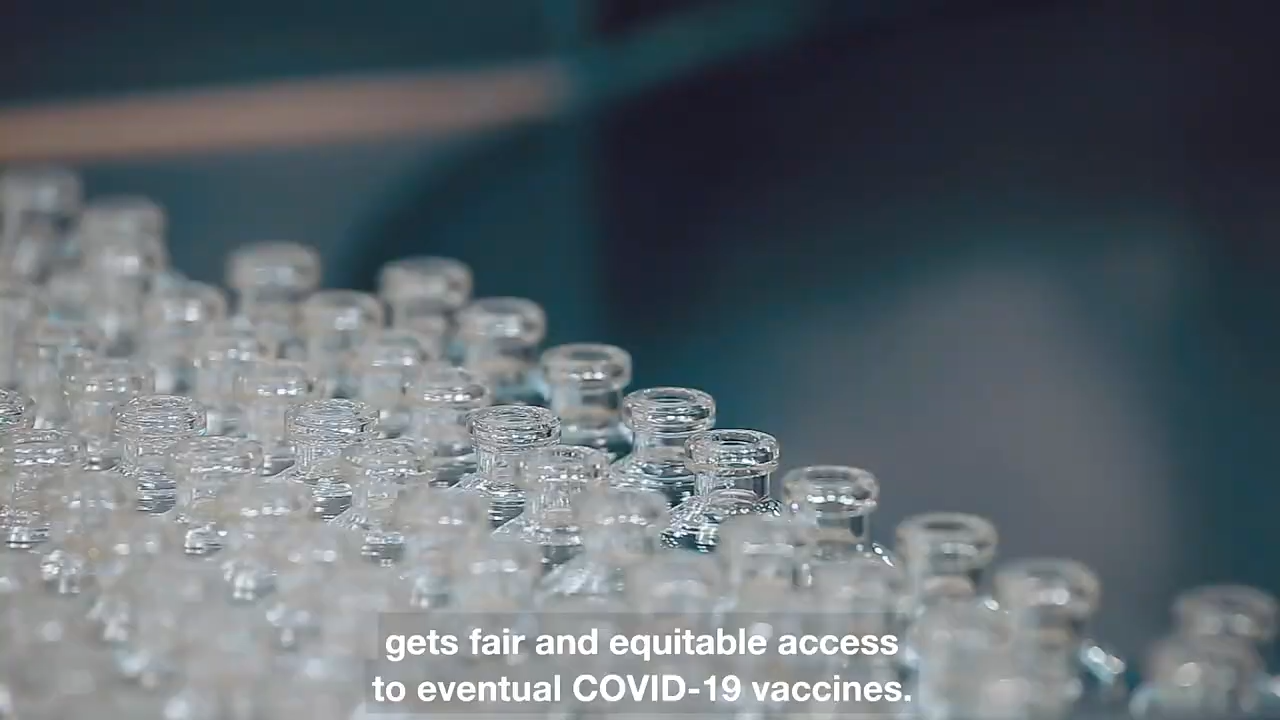 gets fair and equitable access
to eventual COVID-19 vaccines.